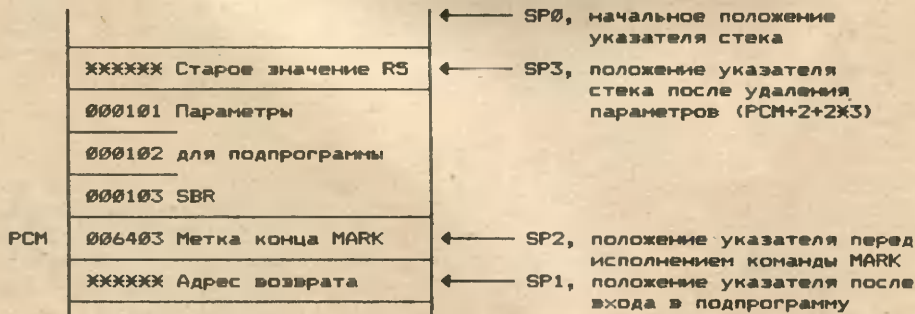 SPØ, начальное положение
указателя стека
ЖЖЖЖЖЖ Старое значение R5
SP3, положение указателя
стека после удаления
параметров (PCM+2+2Ж3)
ØØØ1Ø1 Параметры
ØØØ1Ø2 для подпрограммы
ØØØ1Ø3 SBR
PCM
ØØ64Ø3 Метка конца MARK
SP2, положение указателя перед
исполнением команды MARK
ЖЖЖЖЖЖ Адрес возврата
SP1, положение указателя после
входа в подпрограмму